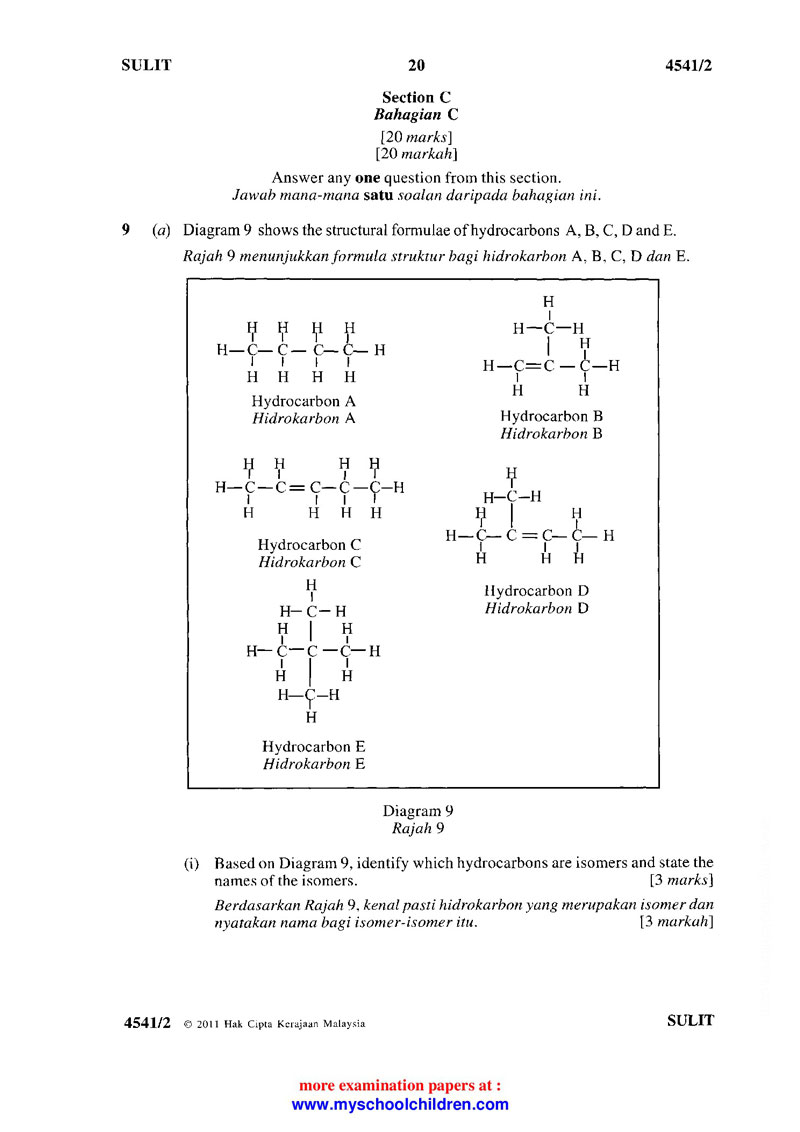 SULIT 20 4541/2
Section C
Bahagian C
[20 marks]
[20 markah]
Answer any one question from this section.
Jawab mana-mana satu soalan daripada bahagian ini.
9 (a) Diagram 9 shows the structural formulae of hydrocarbons A, B, C, D and E.
Rajah 9 menunjukkan formula struktur bagi hidrokarbon A, B, C, D dan E.
H H H H
H—C—C—C—C—H
H H H H
Hydrocarbon A
Hidrokarbon A
H
H—C—H
H
H—C=C—C—H
H H
Hydrocarbon B
Hidrokarbon B
H H H H
H—C—C=C—C—C—H
H H H H
Hydrocarbon C
Hidrokarbon C
H
H—C—H
H H
H—C—C=C—C—H
H H H
Hydrocarbon D
Hidrokarbon D
H
H—C—H
H H
H—C—C—C—H
H H
H—C—H
H
Hydrocarbon E
Hidrokarbon E
Diagram 9
Rajah 9
(i) Based on Diagram 9, identify which hydrocarbons are isomers and state the
names of the isomers. [3 marks]
Berdasarkan Rajah 9, kenal pasti hidrokarbon yang merupakan isomer dan
nyatakan nama bagi isomer-isomer itu. [3 markah]
4541/2 © 2011 Hak Cipta Kerajaan Malaysia SULIT
more examination papers at :
www.myschoolchildren.com